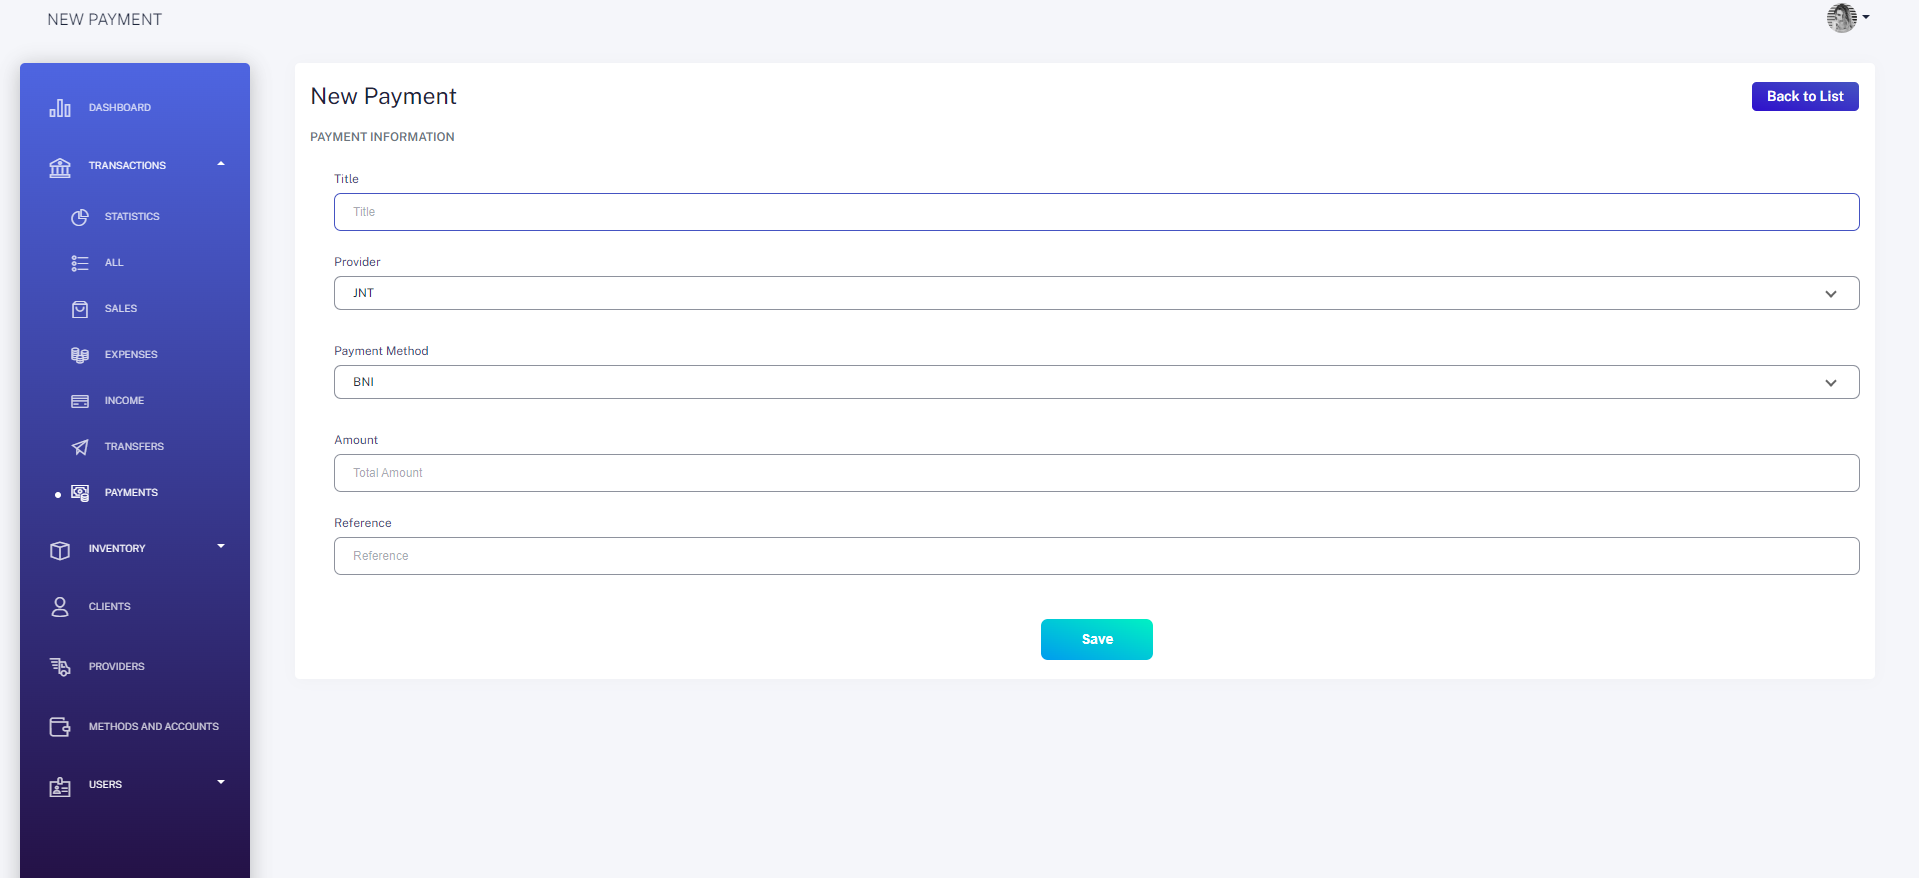 NEW PAYMENT
DASHBOARD
TRANSACTIONS
STATISTICS
ALL
SALES
EXPENSES
INCOME
TRANSFERS
PAYMENTS
INVENTORY
CLIENTS
PROVIDERS
METHODS AND ACCOUNTS
USERS
New Payment
Back to List
PAYMENT INFORMATION
Title
Title
Provider
JNT
Payment Method
BNI
Amount
Total Amount
Reference
Reference
Save